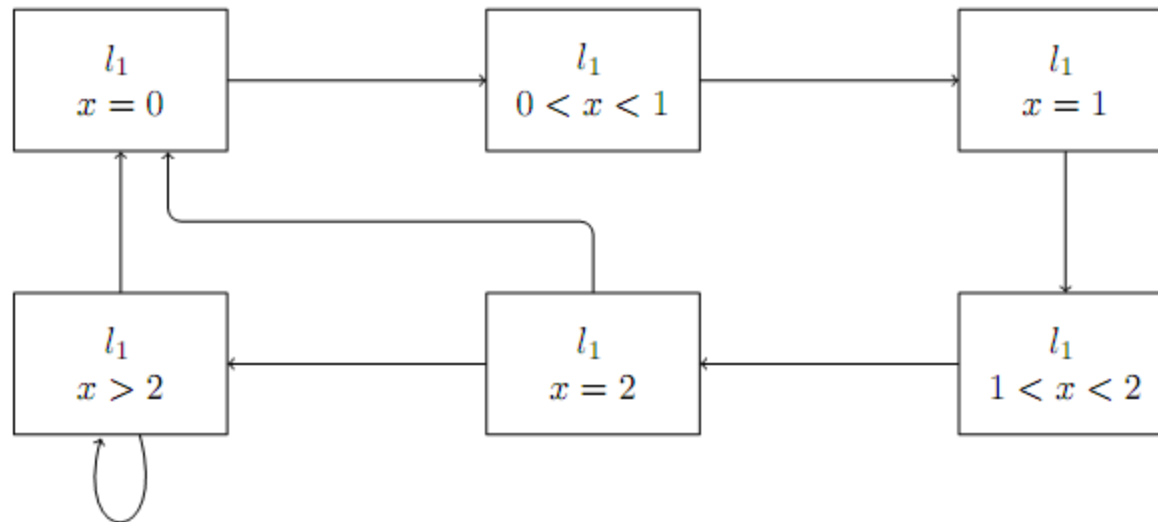 l₁
x = 0
l₁
0 < x < 1
l₁
x = 1
l₁
x > 2
l₁
x = 2
l₁
1 < x < 2